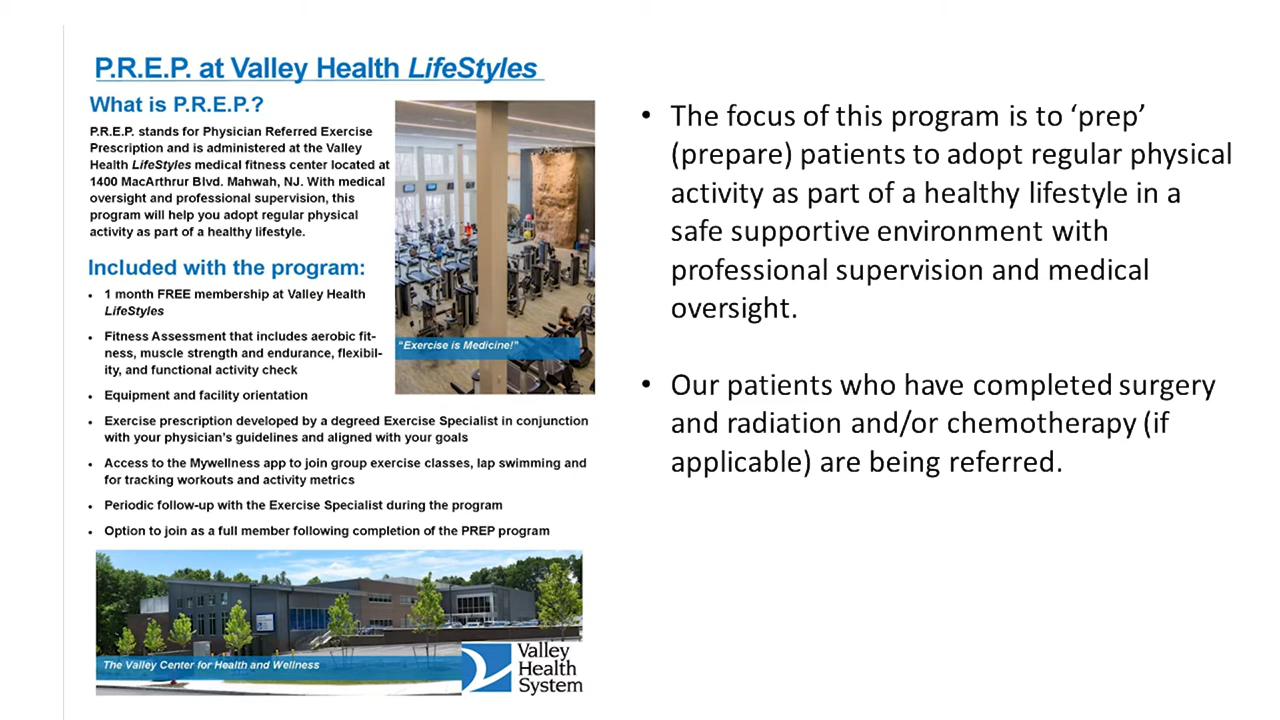 P.R.E.P. at Valley Health LifeStyles
What is P.R.E.P.?
P.R.E.P. stands for Physician Referred Exercise
Prescription and is administered at the Valley
Health LifeStyles medical fitness center located at
1400 MacArthrur Blvd. Mahwah, NJ. With medical
oversight and professional supervision, this
program will help you adopt regular physical
activity as part of a healthy lifestyle.
Included with the program:
• 1 month FREE membership at Valley Health
LifeStyles
• Fitness Assessment that includes aerobic fit-
ness, muscle strength and endurance, flexibil-
ity, and functional activity check
• Equipment and facility orientation
• Exercise prescription developed by a degreed Exercise Specialist in conjunction
with your physician's guidelines and aligned with your goals
• Access to the Mywellness app to join group exercise classes, lap swimming and
for tracking workouts and activity metrics
• Periodic follow-up with the Exercise Specialist during the program
• Option to join as a full member following completion of the PREP program
"Exercise is Medicine!"
The Valley Center for Health and Wellness
Valley
Health
System
• The focus of this program is to ‘prep’
(prepare) patients to adopt regular physical
activity as part of a healthy lifestyle in a
safe supportive environment with
professional supervision and medical
oversight.
• Our patients who have completed surgery
and radiation and/or chemotherapy (if
applicable) are being referred.